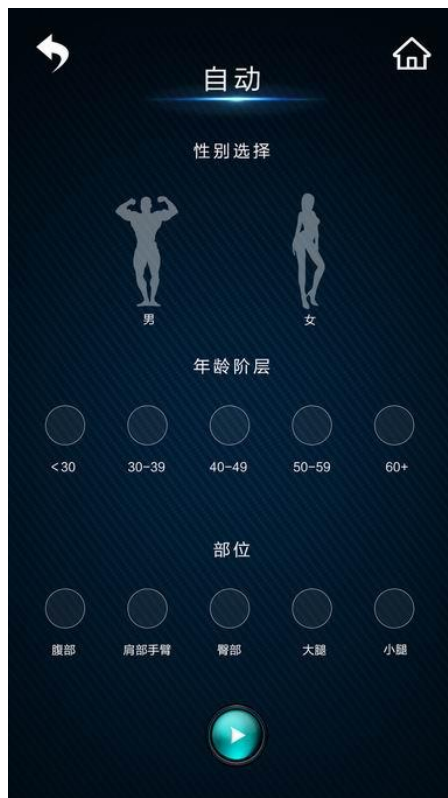 自动
性别选择
男 女
年龄阶层
<30 30-39 40-49 50-59 60+
部位
腹部 肩部手臂 臀部 大腿 小腿